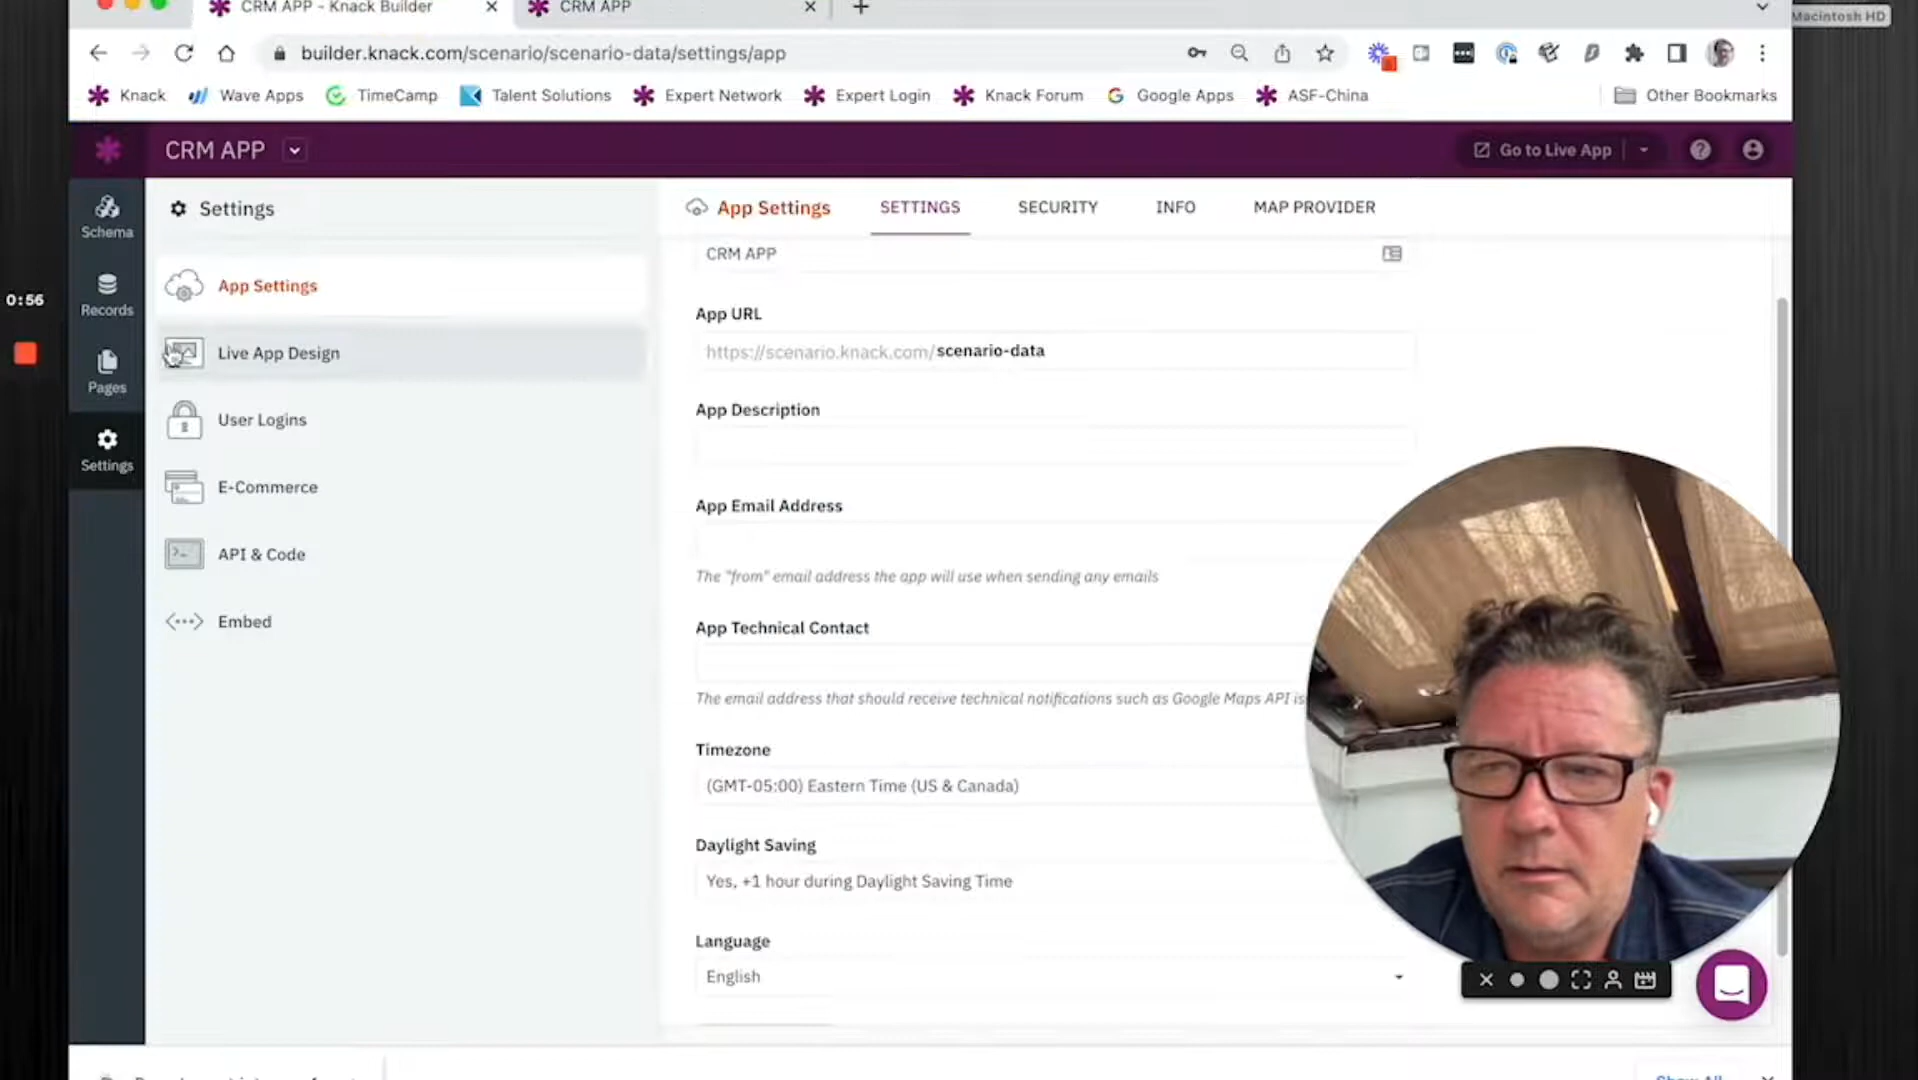 CRM APP - Knack Builder
CRM APP
Macintosh HD
builder.knack.com/scenario/scenario-data/settings/app
Knack
Wave Apps
TimeCamp
Talent Solutions
Expert Network
Expert Login
Knack Forum
Google Apps
ASF-China
Other Bookmarks
CRM APP
Go to Live App
Schema
Records
Pages
Settings
0:56
Settings
App Settings
Live App Design
User Logins
E-Commerce
API & Code
Embed
App Settings
SETTINGS
SECURITY
INFO
MAP PROVIDER
CRM APP
App URL
https://scenario.knack.com/scenario-data
App Description
App Email Address
The "from" email address the app will use when sending any emails
App Technical Contact
The email address that should receive technical notifications such as Google Maps API is
Timezone
(GMT-05:00) Eastern Time (US & Canada)
Daylight Saving
Yes, +1 hour during Daylight Saving Time
Language
English
Show All